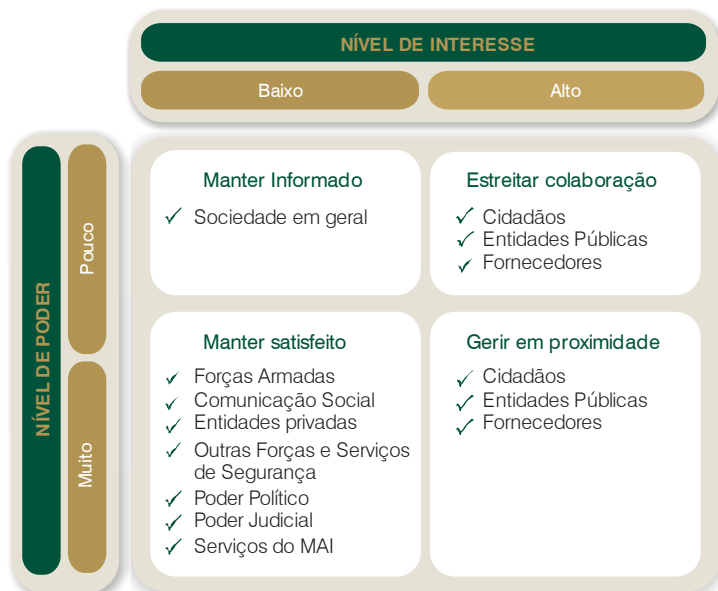 NÍVEL DE INTERESSE
Baixo
Alto
NÍVEL DE PODER
Pouco
Muito
Manter Informado
Sociedade em geral
Estreitar colaboração
Cidadãos
Entidades Públicas
Fornecedores
Manter satisfeito
Forças Armadas
Comunicação Social
Entidades privadas
Outras Forças e Serviços
de Segurança
Poder Político
Poder Judicial
Serviços do MAI
Gerir em proximidade
Cidadãos
Entidades Públicas
Fornecedores